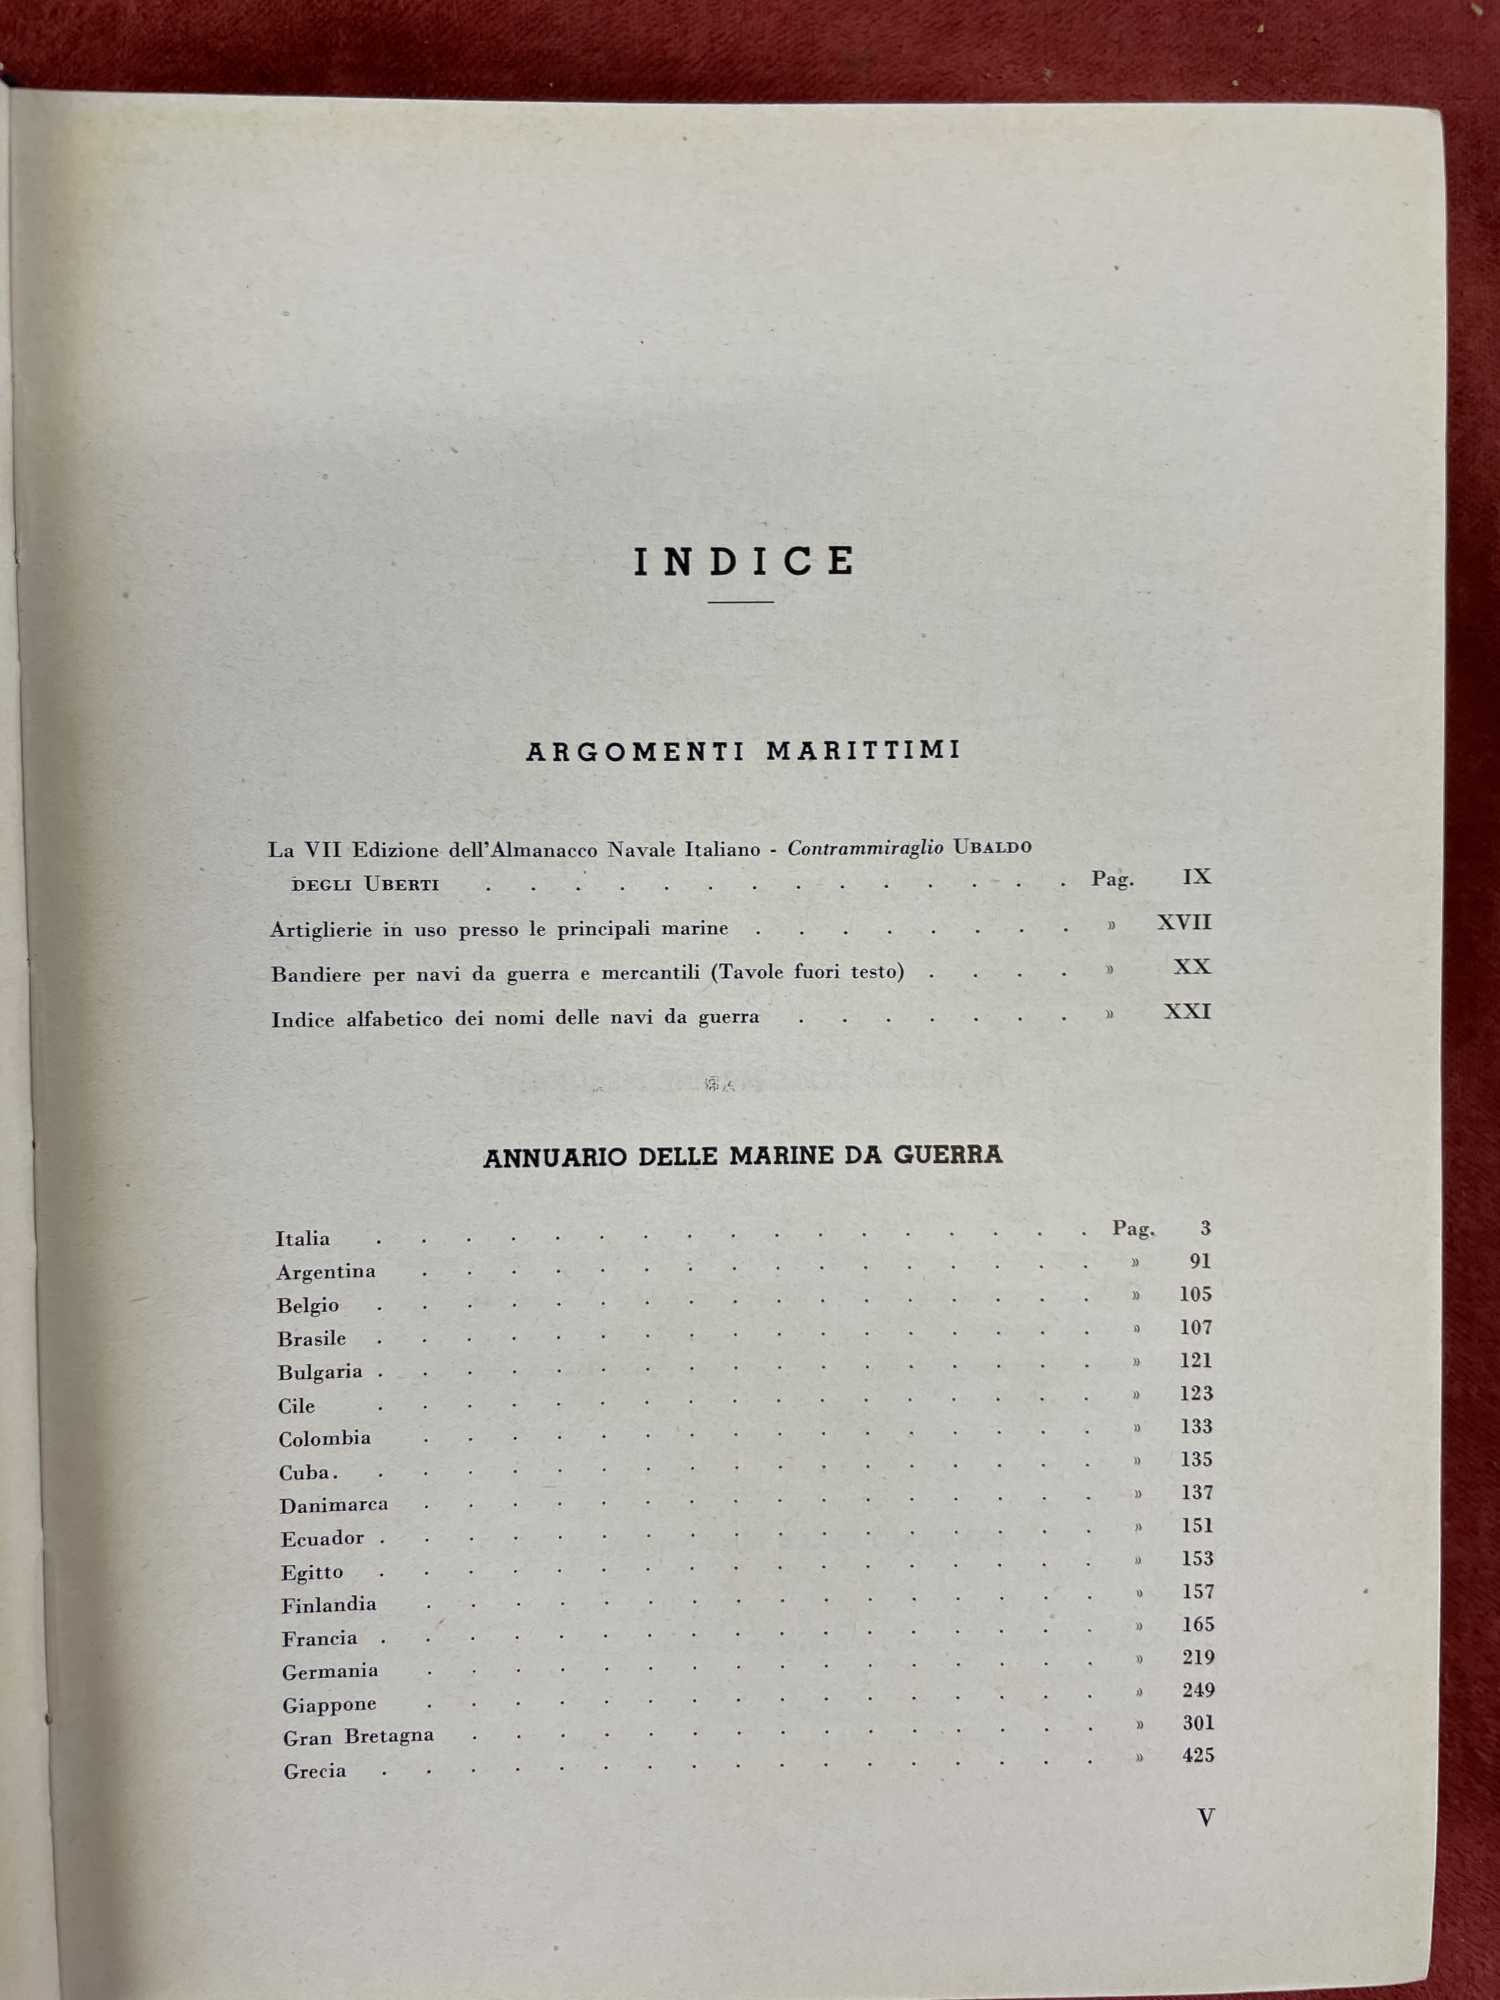 INDICE
ARGOMENTI MARITTIMI
La VII Edizione dell'Almanacco Navale Italiano - Contrammiraglio UBALDO
DEGLI UBERTI . . . . . . . . . . . . . . Pag. IX
Artiglierie in uso presso le principali marine . . . . . . . . » XVII
Bandiere per navi da guerra e mercantili (Tavole fuori testo) . . . . » XX
Indice alfabetico dei nomi delle navi da guerra . . . . . . . » XXI
ANNUARIO DELLE MARINE DA GUERRA
Italia . . . . . . . . . . . . . . . . . Pag. 3
Argentina . . . . . . . . . . . . . . . . » 91
Belgio . . . . . . . . . . . . . . . . . » 105
Brasile . . . . . . . . . . . . . . . . . » 107
Bulgaria . . . . . . . . . . . . . . . . . » 121
Cile . . . . . . . . . . . . . . . . . » 123
Colombia . . . . . . . . . . . . . . . . » 133
Cuba . . . . . . . . . . . . . . . . . . » 135
Danimarca . . . . . . . . . . . . . . . . » 137
Ecuador . . . . . . . . . . . . . . . . . » 151
Egitto . . . . . . . . . . . . . . . . . » 153
Finlandia . . . . . . . . . . . . . . . . » 157
Francia . . . . . . . . . . . . . . . . . » 165
Germania . . . . . . . . . . . . . . . . » 219
Giappone . . . . . . . . . . . . . . . . » 249
Gran Bretagna . . . . . . . . . . . . . . . » 301
Grecia . . . . . . . . . . . . . . . . . » 425
V